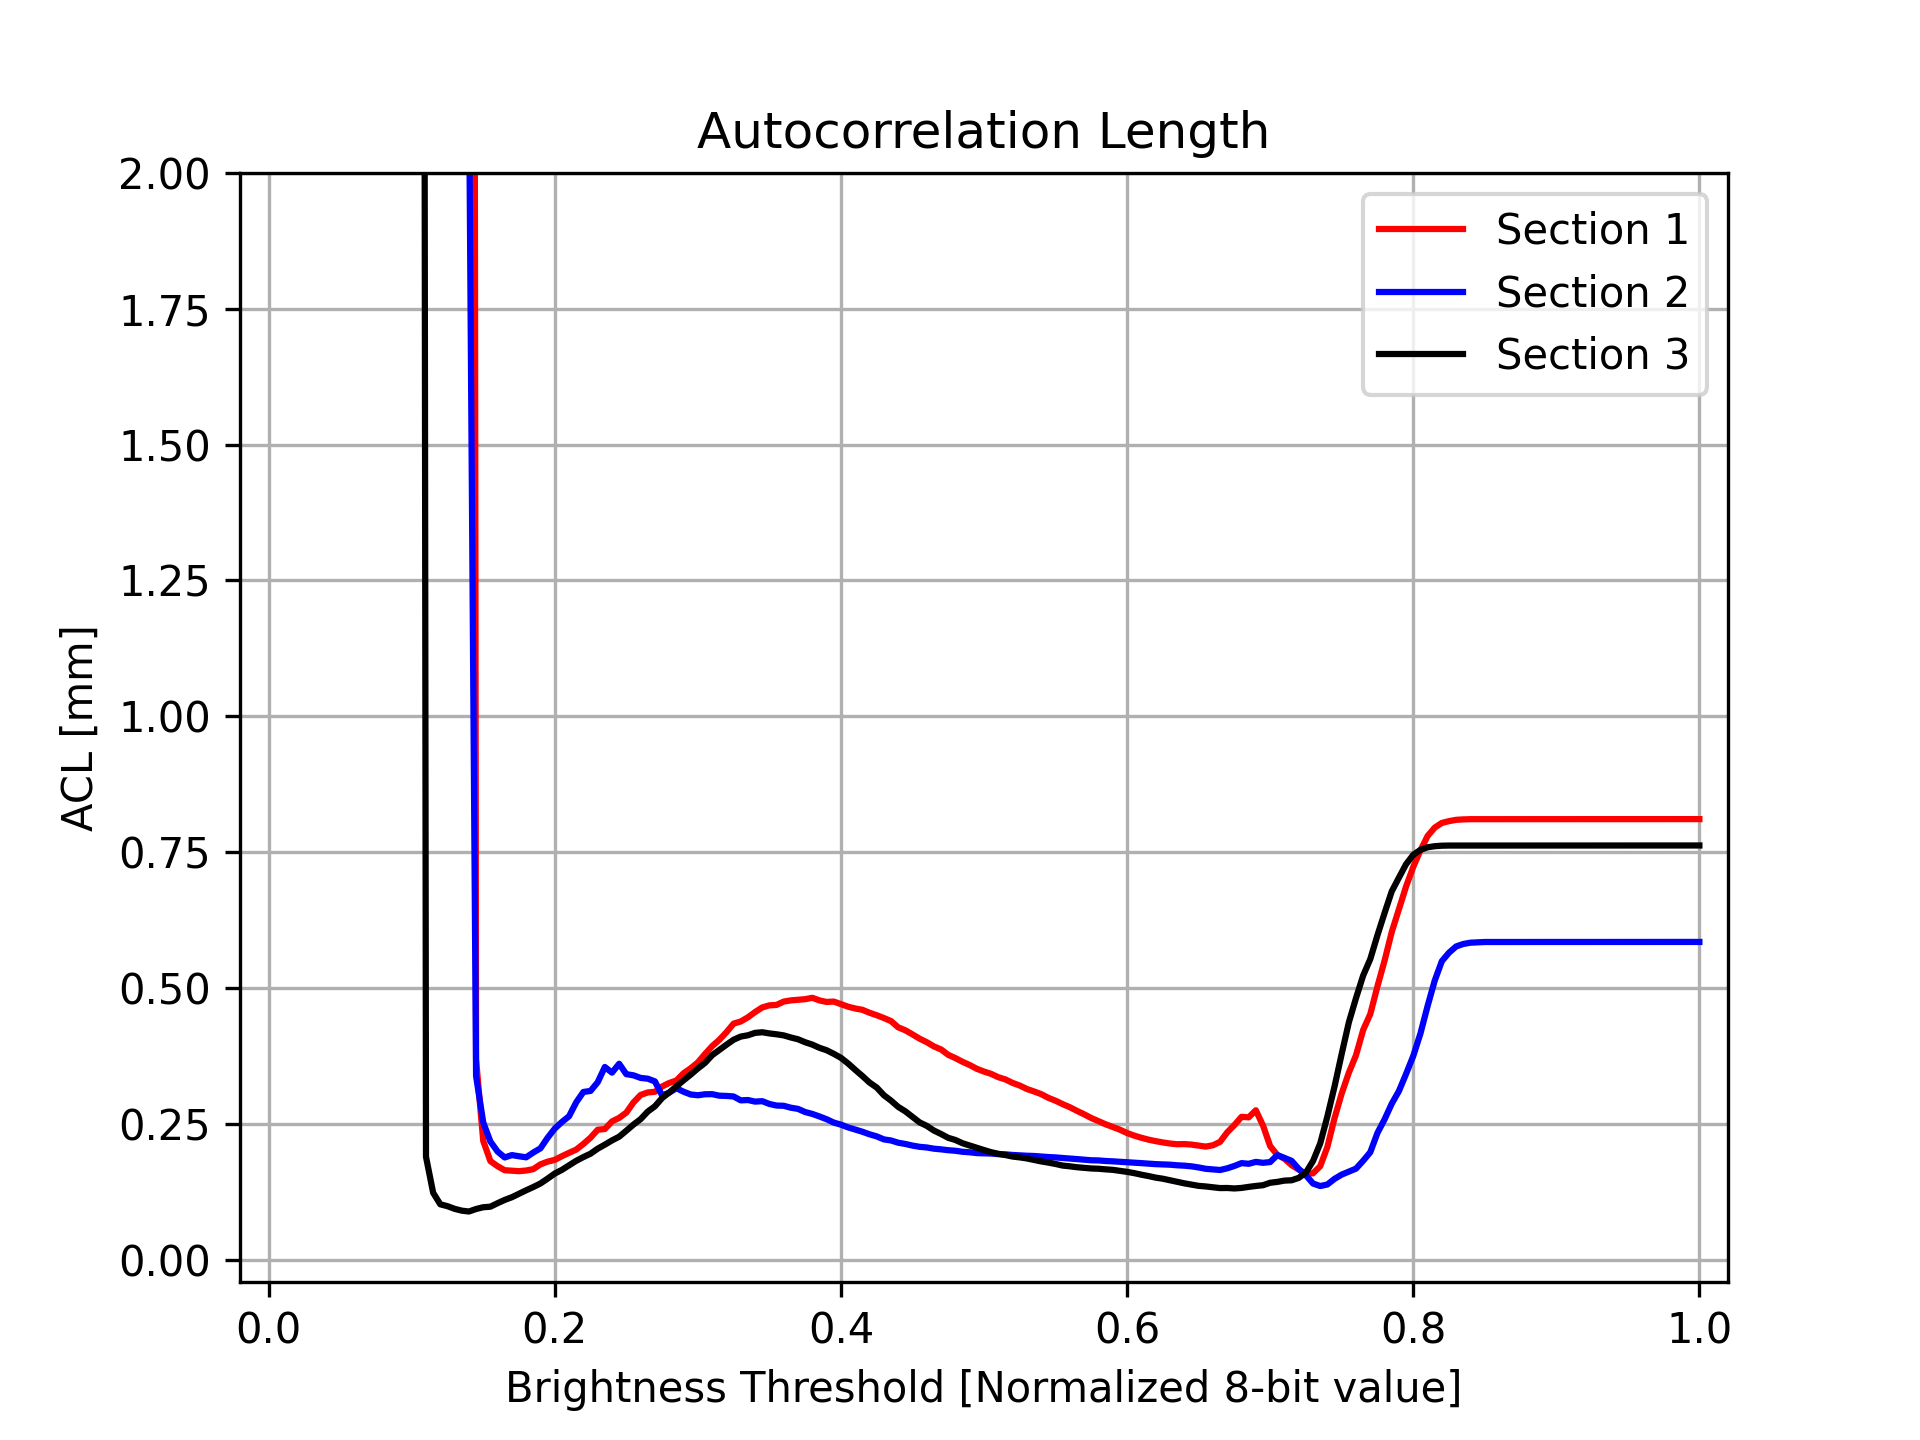 Autocorrelation Length
2.00
1.75
1.50
1.25
1.00
0.75
0.50
0.25
0.00
ACL [mm]
Section 1
Section 2
Section 3
0.0 0.2 0.4 0.6 0.8 1.0
Brightness Threshold [Normalized 8-bit value]